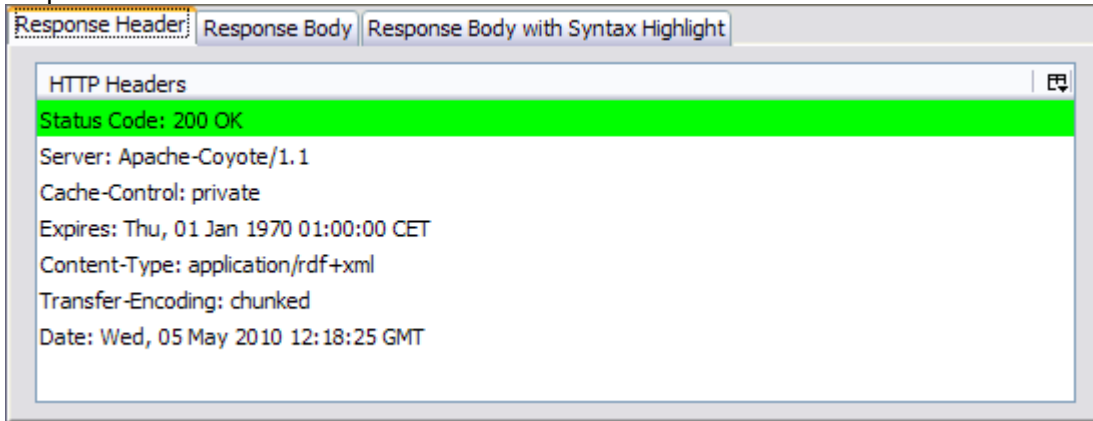 Response Header Response Body Response Body with Syntax Highlight
HTTP Headers
Status Code: 200 OK
Server: Apache-Coyote/1.1
Cache-Control: private
Expires: Thu, 01 Jan 1970 01:00:00 CET
Content-Type: application/rdf+xml
Transfer-Encoding: chunked
Date: Wed, 05 May 2010 12:18:25 GMT